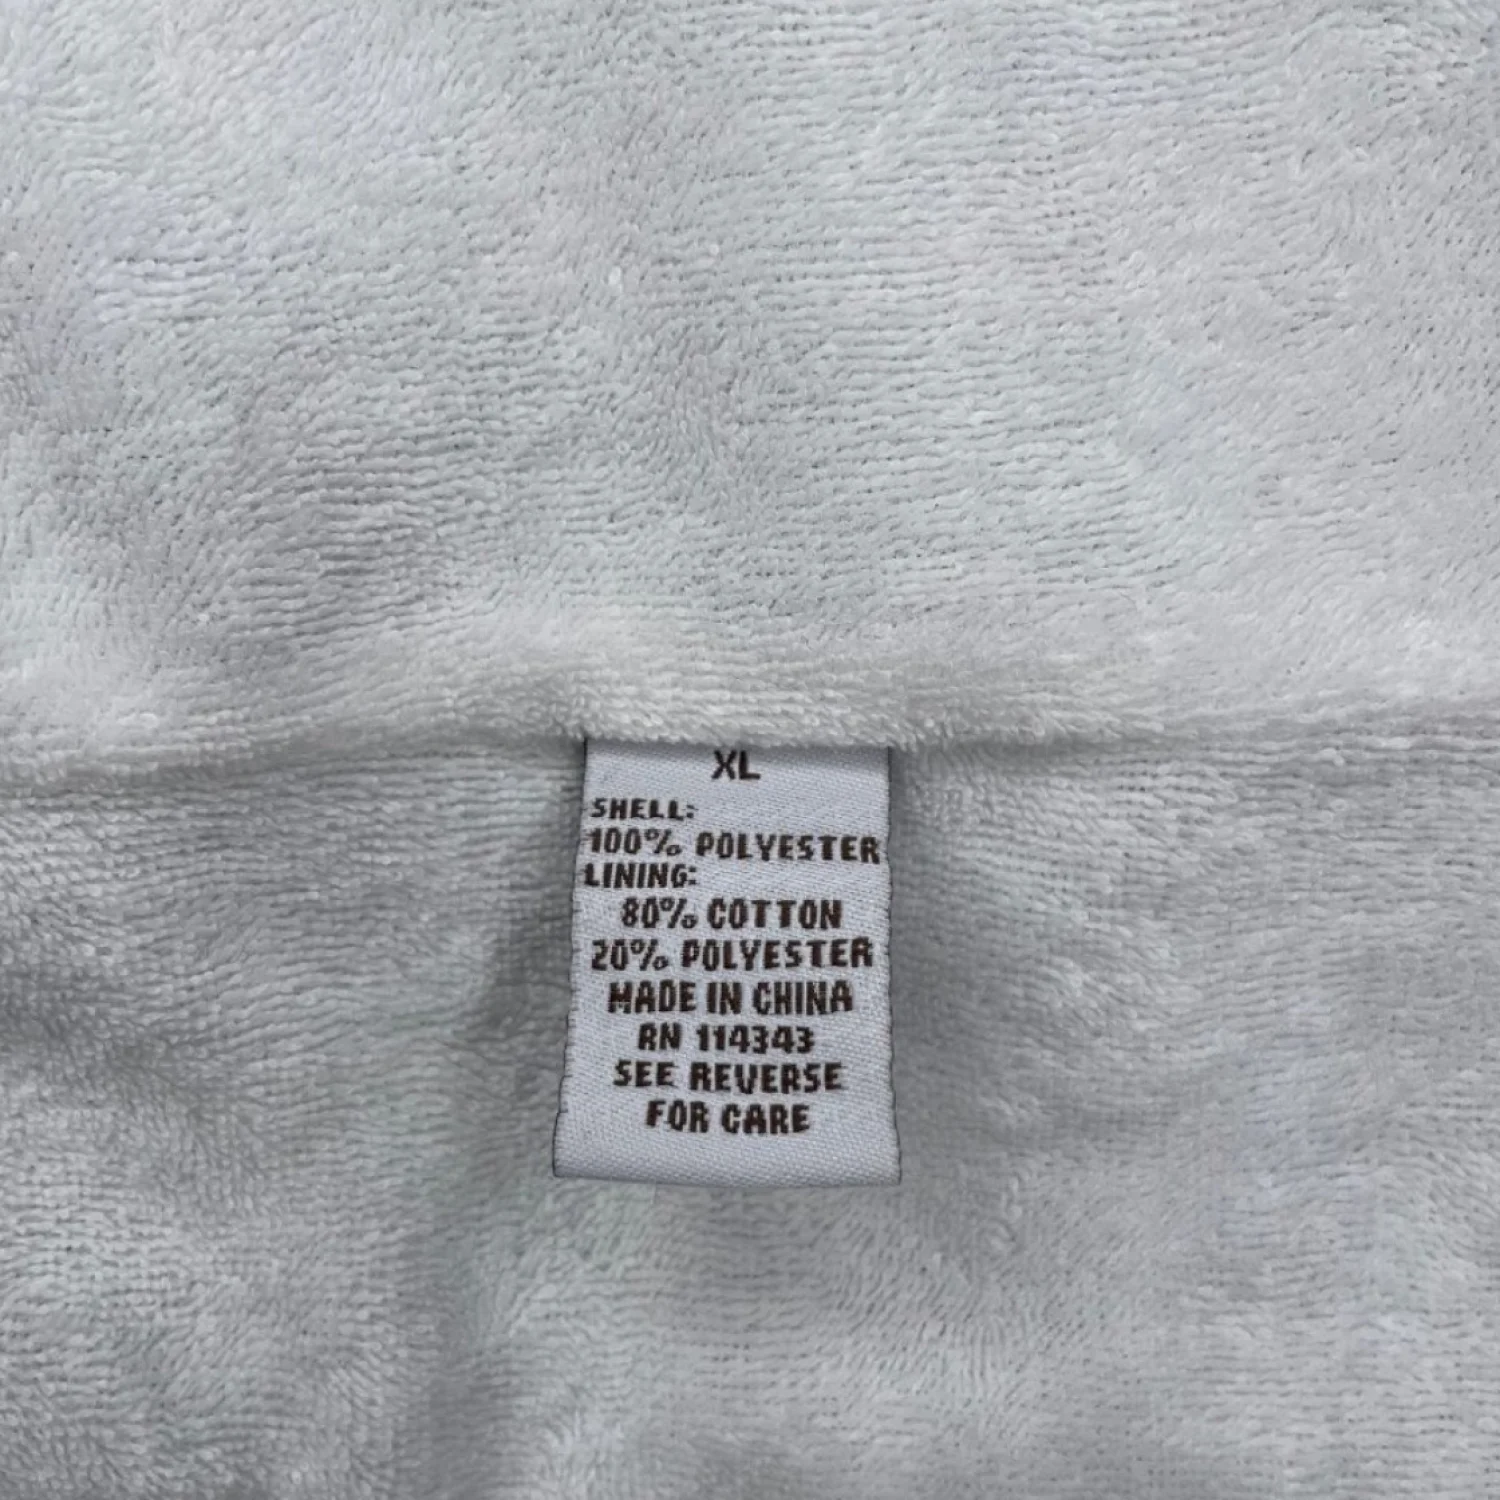 XL
SHELL:
100% POLYESTER
LINING:
80% COTTON
20% POLYESTER
MADE IN CHINA
RN 114343
SEE REVERSE
FOR CARE